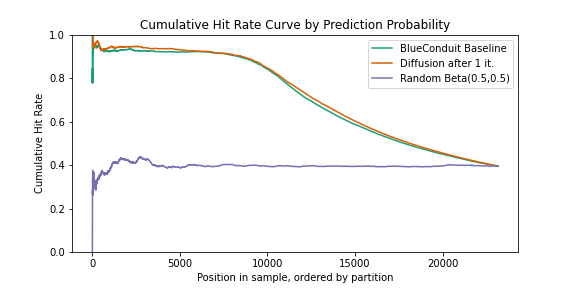 Cumulative Hit Rate Curve by Prediction Probability
1.0
0.8
0.6
0.4
0.2
0.0
Cumulative Hit Rate
BlueConduit Baseline
Diffusion after 1 it.
Random Beta(0.5,0.5)
0
5000
10000
15000
20000
Position in sample, ordered by partition